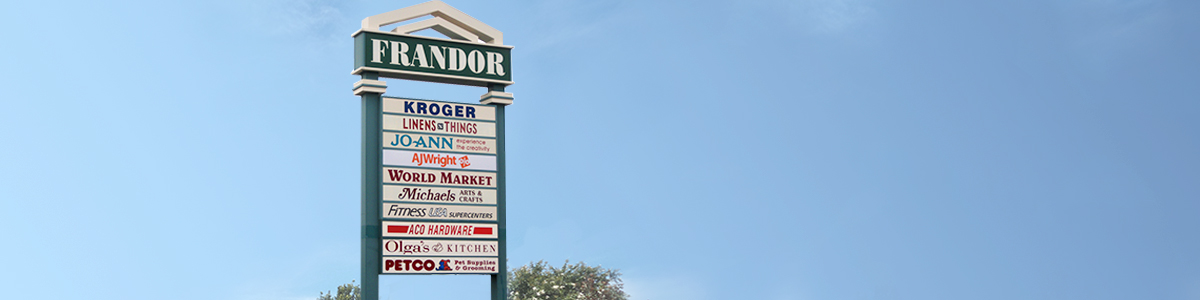 FRANDOR
KROGER
LINENS N THINGS
JO-ANN experience the creativity
AJWright
WORLD MARKET
Michaels ARTS & CRAFTS
Fitness USA SUPERCENTERS
ACO HARDWARE
Olga's KITCHEN
PETCO Pet Supplies & Grooming